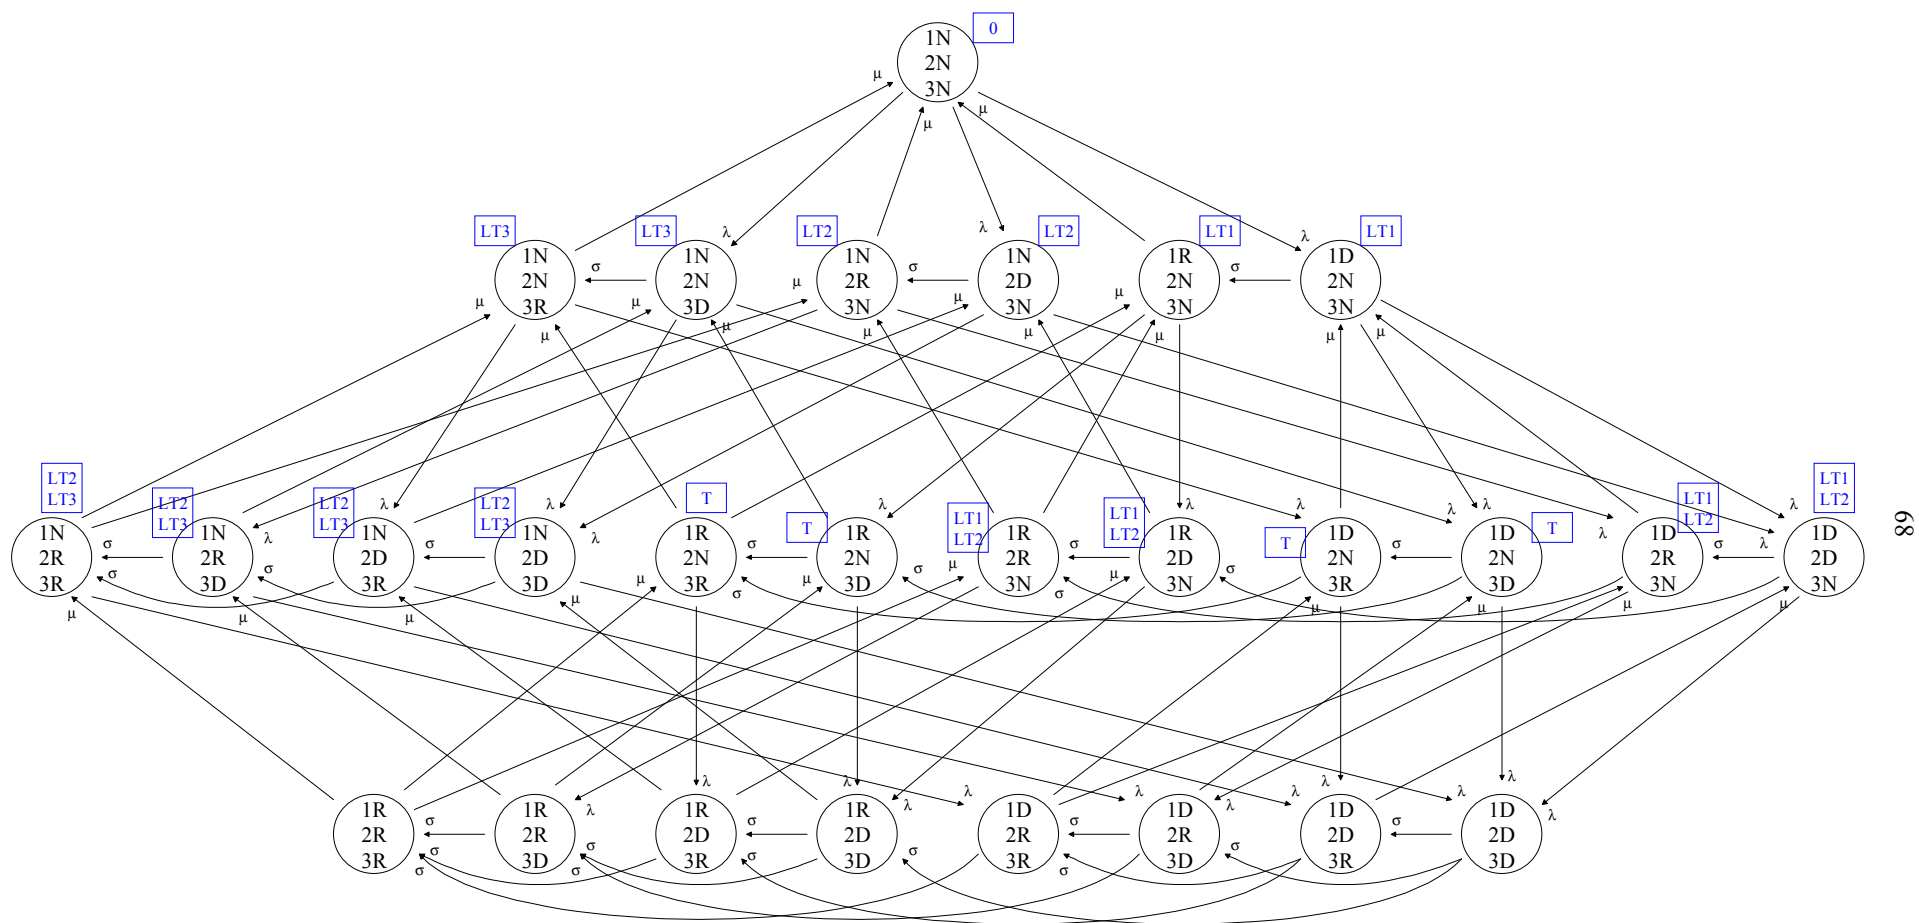 0
1N
2N
3N
μ
μ
μ
LT3
LT3
LT2
LT2
LT1
LT1
λ
λ
λ
1N
2N
3R
σ
1N
2N
3D
1N
2R
3N
σ
1N
2D
3N
1R
2N
3N
σ
1D
2N
3N
μ
μ
μ
μ
μ
μ
μ
μ
μ
μ
μ
μ
LT2
LT3
LT2
LT3
LT2
LT3
LT2
LT3
T
T
LT1
LT2
LT1
LT2
T
T
LT1
LT2
LT1
LT2
λ
λ
λ
λ
λ
λ
λ
λ
λ
λ
λ
λ
1N
2R
3R
σ
σ
1N
2R
3D
1N
2D
3R
σ
σ
1N
2D
3D
1R
2N
3R
σ
σ
1R
2N
3D
1R
2R
3N
σ
σ
1R
2D
3N
1D
2N
3R
σ
σ
1D
2N
3D
1D
2R
3N
σ
σ
1D
2D
3N
μ
μ
μ
μ
μ
μ
μ
μ
μ
μ
μ
μ
68
λ
λ
λ
λ
λ
λ
λ
λ
λ
λ
λ
λ
1R
2R
3R
σ
σ
σ
1R
2R
3D
σ
σ
1R
2D
3R
σ
σ
1R
2D
3D
σ
1D
2R
3R
σ
σ
1D
2R
3D
σ
1D
2D
3R
σ
1D
2D
3D